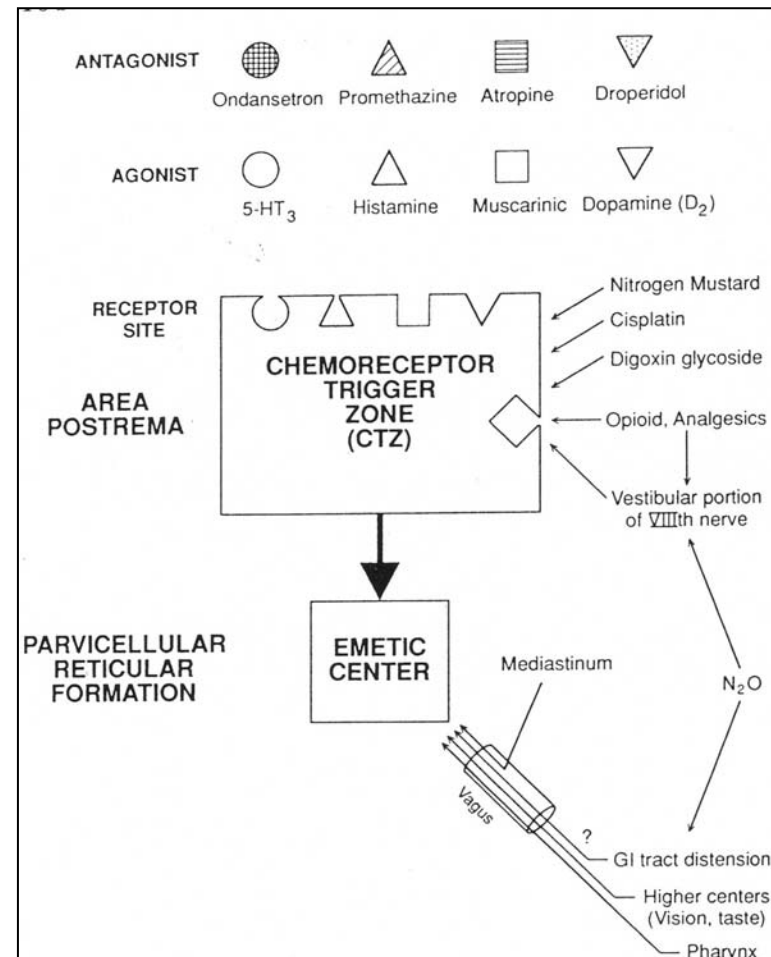 ANTAGONIST
Ondansetron Promethazine Atropine Droperidol
AGONIST
5-HT3 Histamine Muscarinic Dopamine (D2)
RECEPTOR
SITE
AREA
POSTREMA
CHEMORECEPTOR
TRIGGER
ZONE
(CTZ)
Nitrogen Mustard
Cisplatin
Digoxin glycoside
Opioid, Analgesics
Vestibular portion
of VIIIth nerve
PARVICELLULAR
RETICULAR
FORMATION
EMETIC
CENTER
Mediastinum
N2O
Vagus
?
GI tract distension
Higher centers
(Vision, taste)
Pharynx